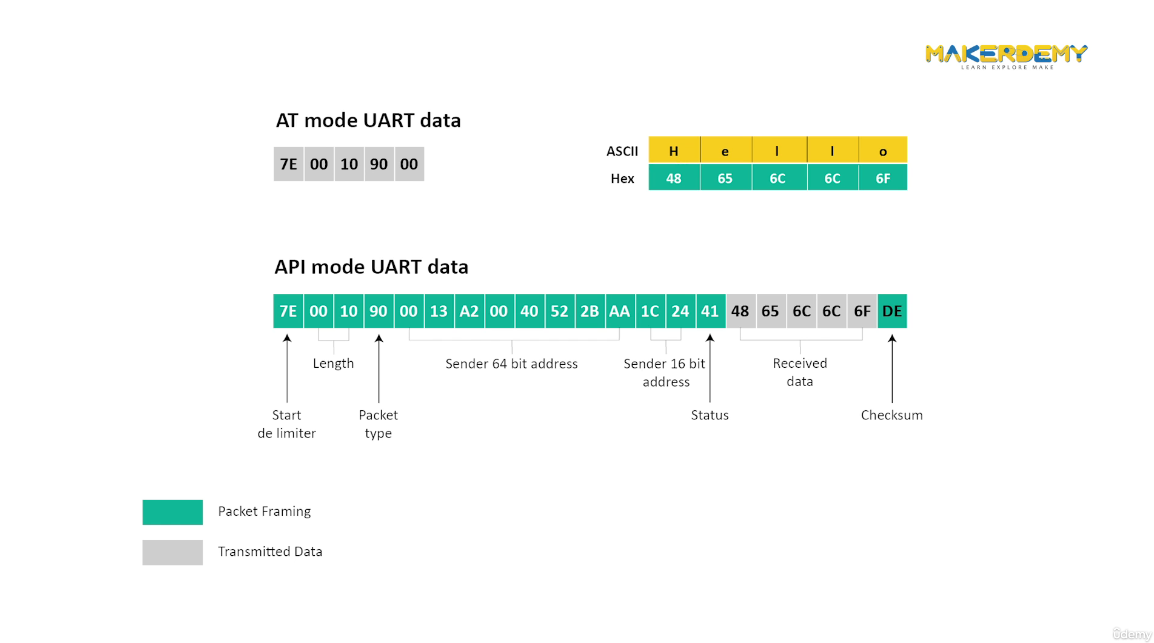 MAKERDEMY
LEARN EXPLORE MAKE
AT mode UART data
7E 00 10 90 00
ASCII H e l l o
Hex 48 65 6C 6C 6F
API mode UART data
7E 00 10 90 00 13 A2 00 40 52 2B AA 1C 24 41 48 65 6C 6C 6F DE
Length
Sender 64 bit address
Sender 16 bit
address
Received
data
Start
de limiter
Packet
type
Status
Checksum
Packet Framing
Transmitted Data
ûdemy